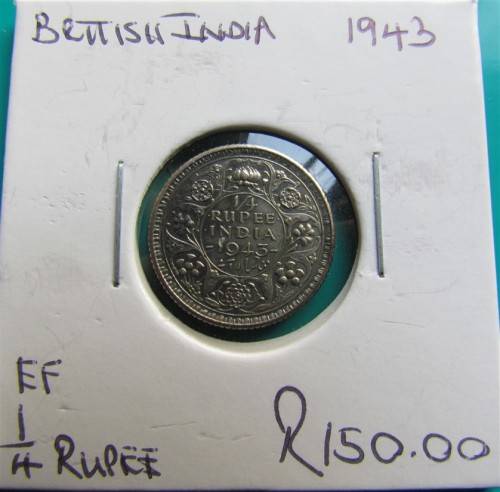 BRITISH INDIA 1943
1/4
RUPEE
INDIA
1943
EF
1/4 RUPEE
R150.00